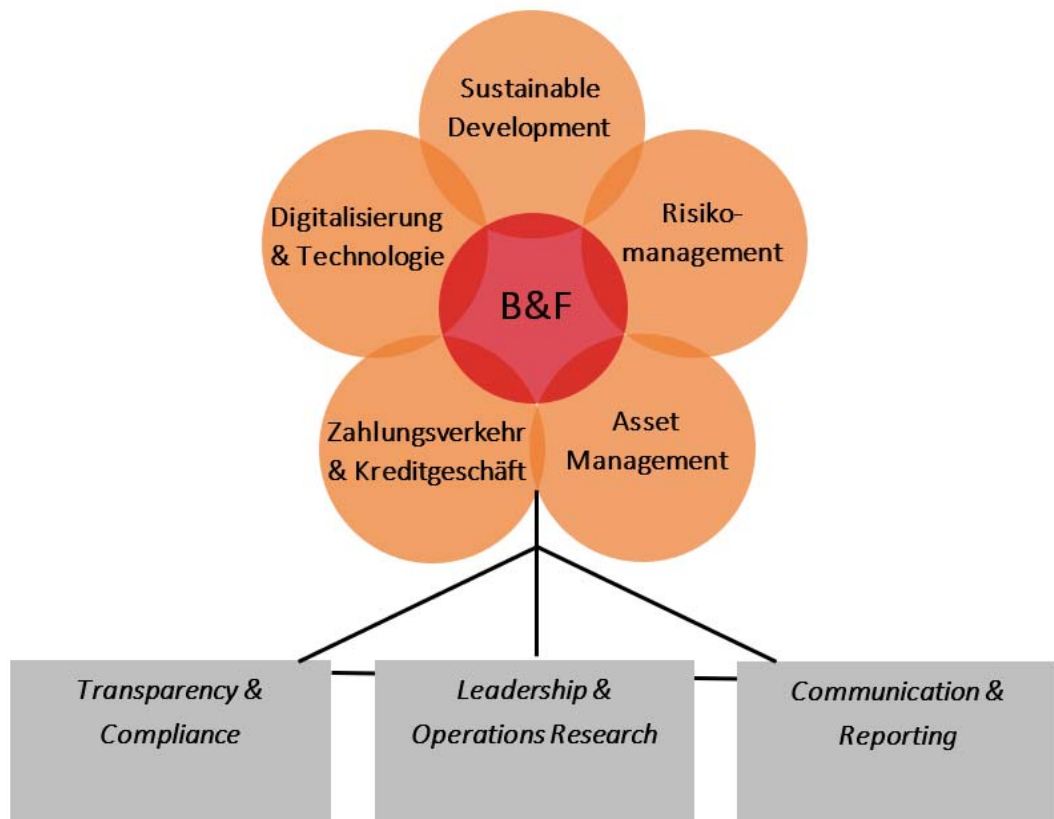 Sustainable
Development
Digitalisierung
& Technologie
Risiko-
management
B&F
Zahlungsverkehr
& Kreditgeschäft
Asset
Management
Transparency &
Compliance
Leadership &
Operations Research
Communication &
Reporting